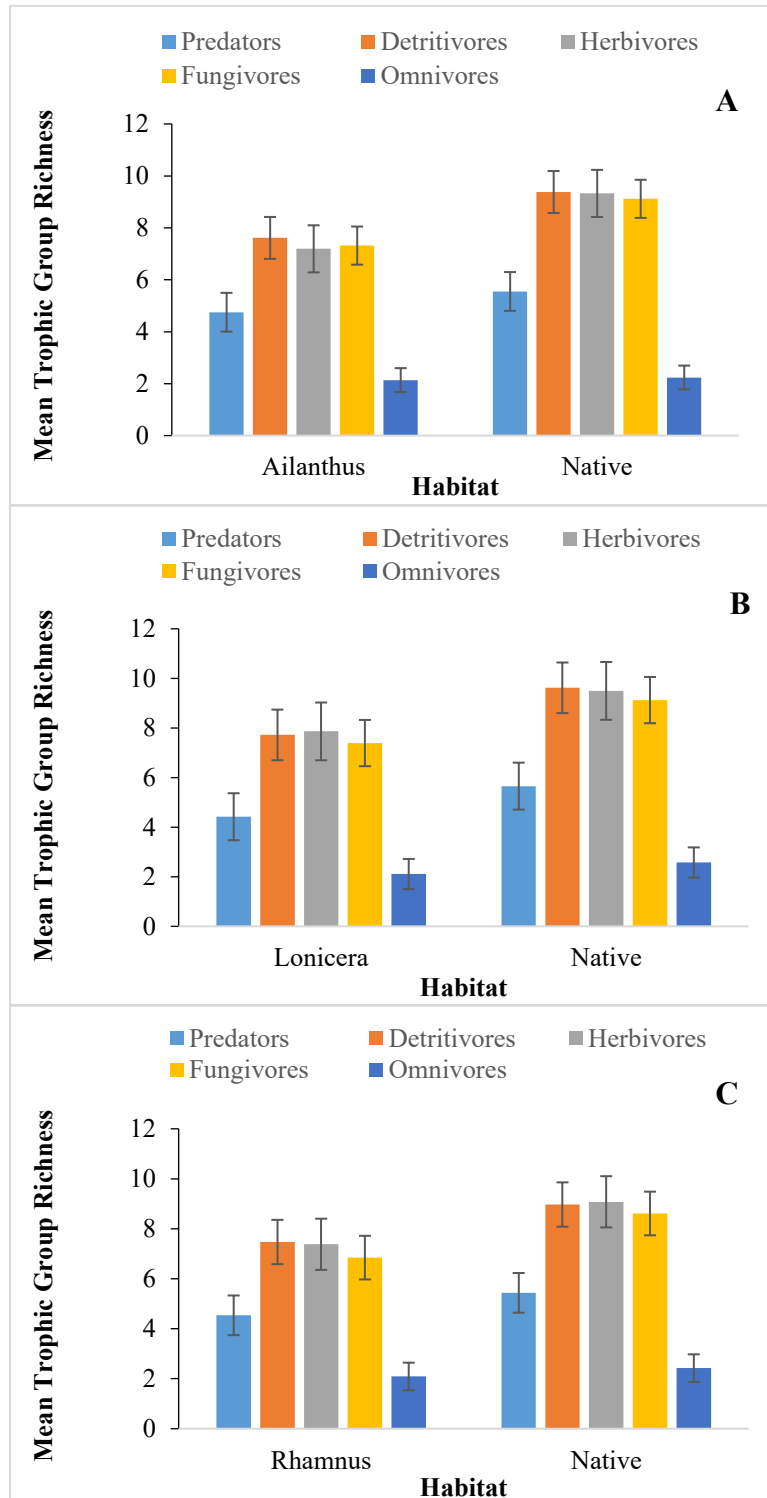 Predators Detritivores Herbivores
Fungivores Omnivores
A
Mean Trophic Group Richness
12
10
8
6
4
2
0
Ailanthus Native
Habitat
Predators Detritivores Herbivores
Fungivores Omnivores
B
Mean Trophic Group Richness
12
10
8
6
4
2
0
Lonicera Native
Habitat
Predators Detritivores Herbivores
Fungivores Omnivores
C
Mean Trophic Group Richness
12
10
8
6
4
2
0
Rhamnus Native
Habitat